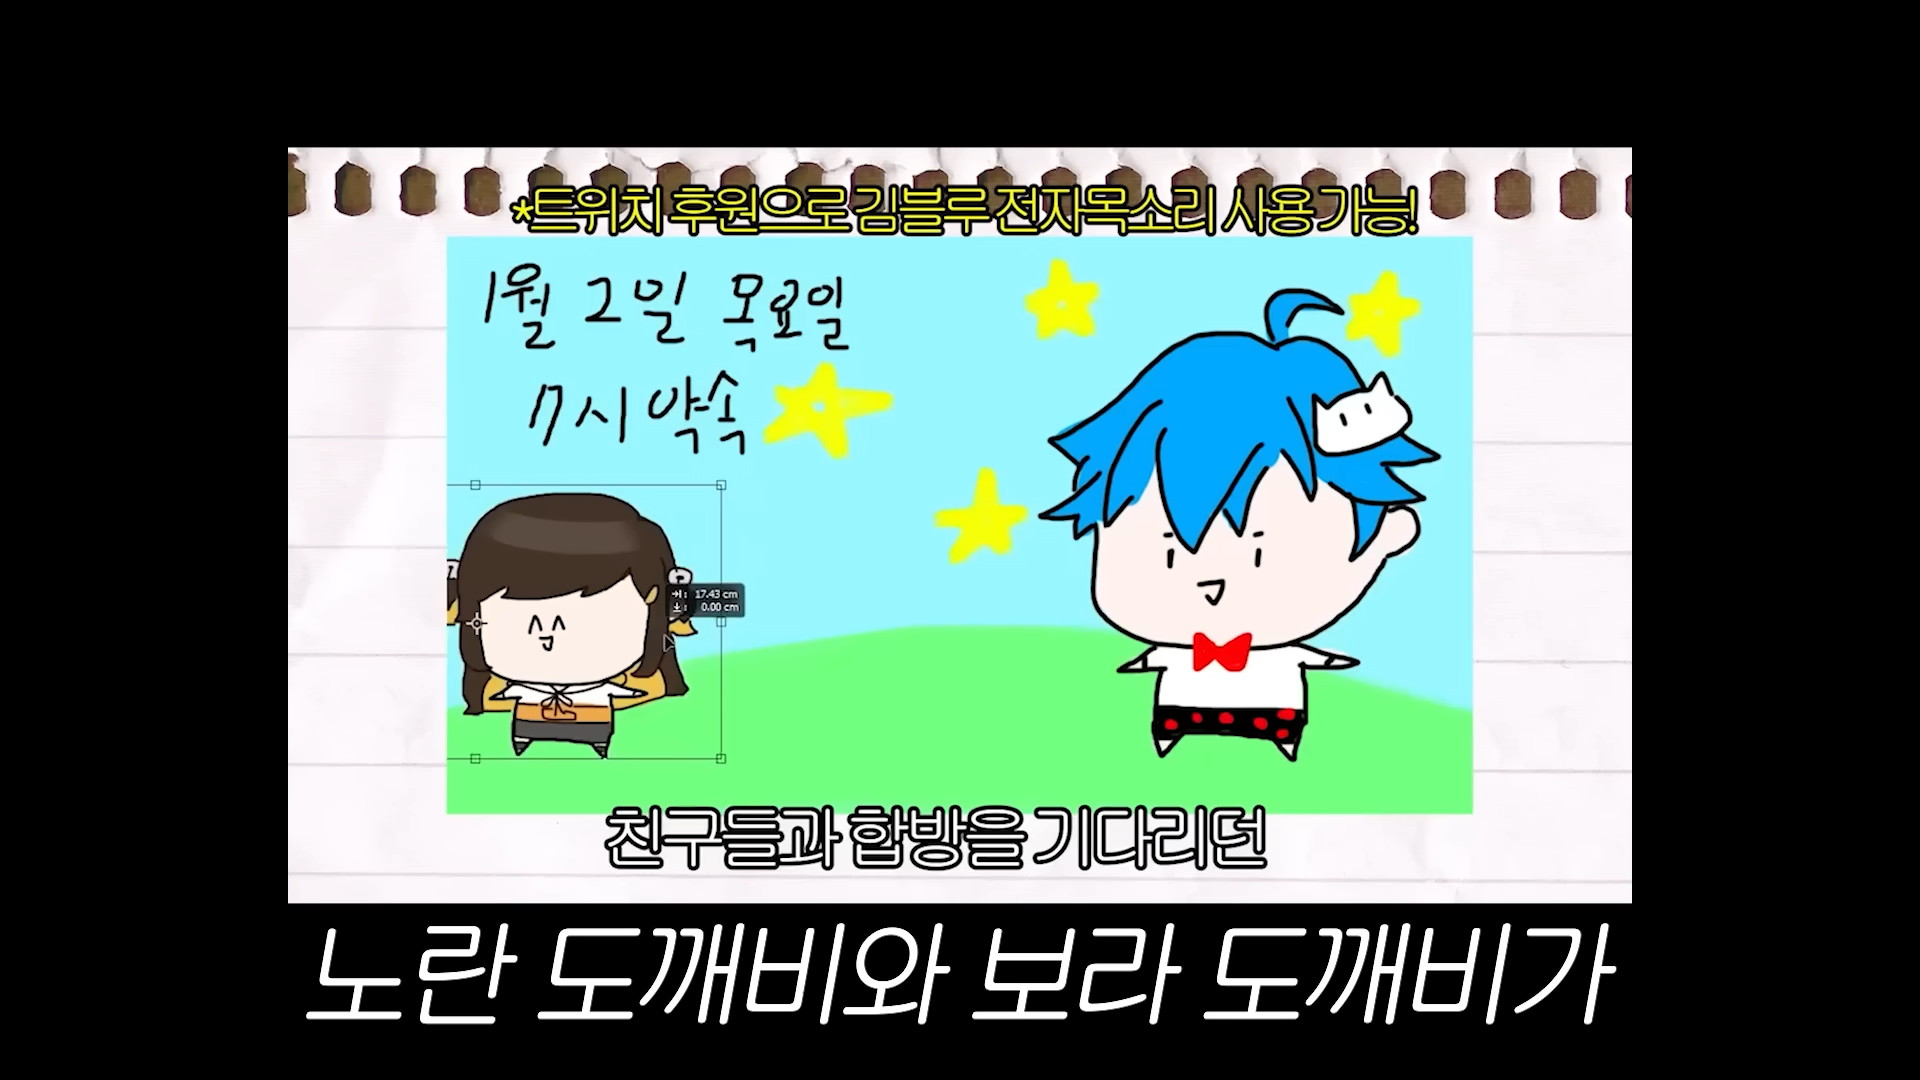 *트위치 후원으로 김블루 전자목소리 사용 가능!
1월 2일 목요일
7시 약속
17.43 cm
0.00 cm
친구들과 합방을 기다리던
노란 도깨비와 보라 도깨비가